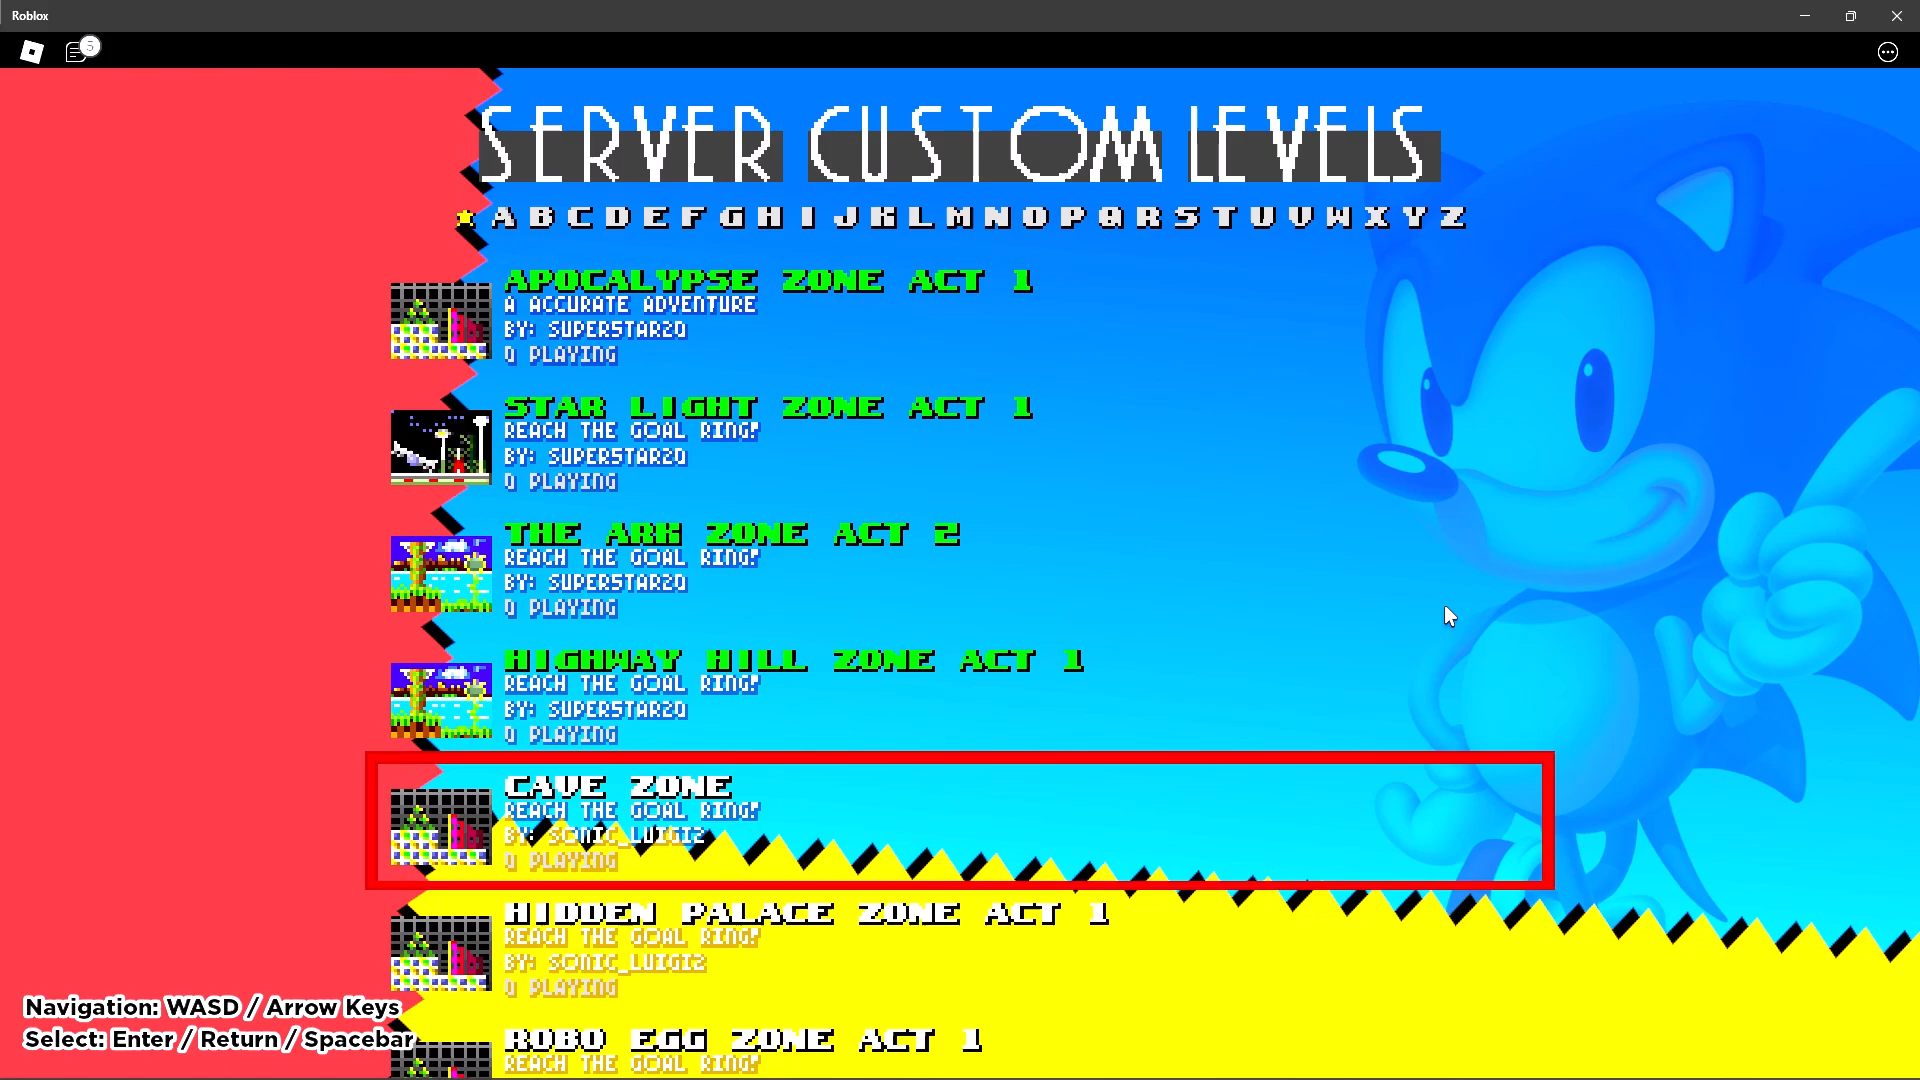 Roblox
5
SERVER CUSTOM LEVELS
A B C D E F G H I J K L M N O P Q R S T U V W X Y Z
APOCALYPSE ZONE ACT 1
A ACCURATE ADVENTURE
BY: SUPERSTAR20
0 PLAYING
STAR LIGHT ZONE ACT 1
REACH THE GOAL RING!
BY: SUPERSTAR20
0 PLAYING
THE ARK ZONE ACT 2
REACH THE GOAL RING!
BY: SUPERSTAR20
0 PLAYING
HIGHWAY HILL ZONE ACT 1
REACH THE GOAL RING!
BY: SUPERSTAR20
0 PLAYING
CAVE ZONE
REACH THE GOAL RING!
BY: SONIC_LUIGI2
0 PLAYING
HIDDEN PALACE ZONE ACT 1
REACH THE GOAL RING!
BY: SONIC_LUIGI2
0 PLAYING
ROBO EGG ZONE ACT 1
REACH THE GOAL RING!
Navigation: WASD / Arrow Keys
Select: Enter / Return / Spacebar